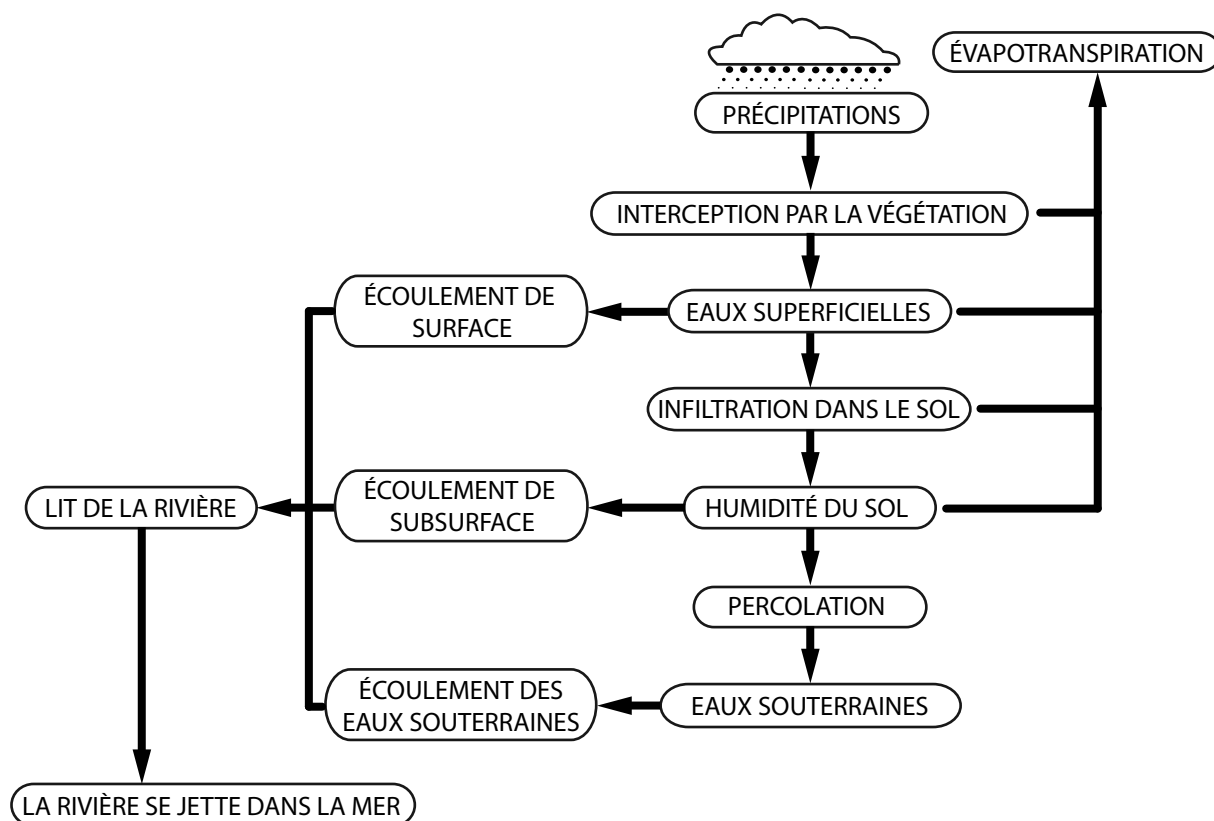 ÉVAPOTRANSPIRATION
PRÉCIPITATIONS
INTERCEPTION PAR LA VÉGÉTATION
ÉCOULEMENT DE
SURFACE
EAUX SUPERFICIELLES
INFILTRATION DANS LE SOL
LIT DE LA RIVIÈRE
ÉCOULEMENT DE
SUBSURFACE
HUMIDITÉ DU SOL
PERCOLATION
ÉCOULEMENT DES
EAUX SOUTERRAINES
EAUX SOUTERRAINES
LA RIVIÈRE SE JETTE DANS LA MER